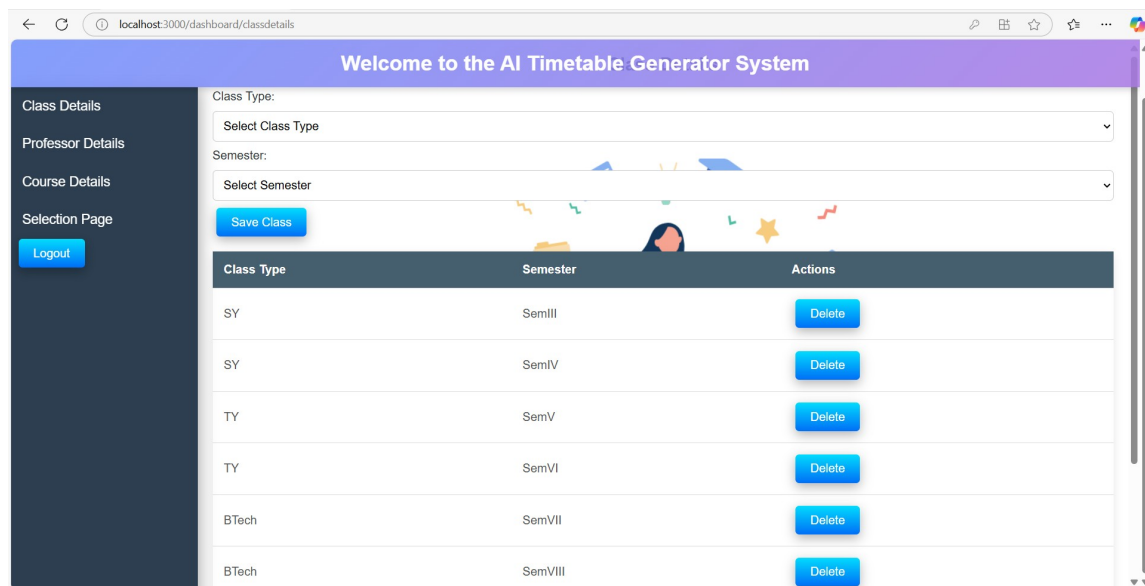 localhost:3000/dashboard/classdetails
Welcome to the AI Timetable Generator System
Class Details
Professor Details
Course Details
Selection Page
Logout
Class Type:
Select Class Type
Semester:
Select Semester
Save Class
Class Type Semester Actions
SY SemIII Delete
SY SemIV Delete
TY SemV Delete
TY SemVI Delete
BTech SemVII Delete
BTech SemVIII Delete